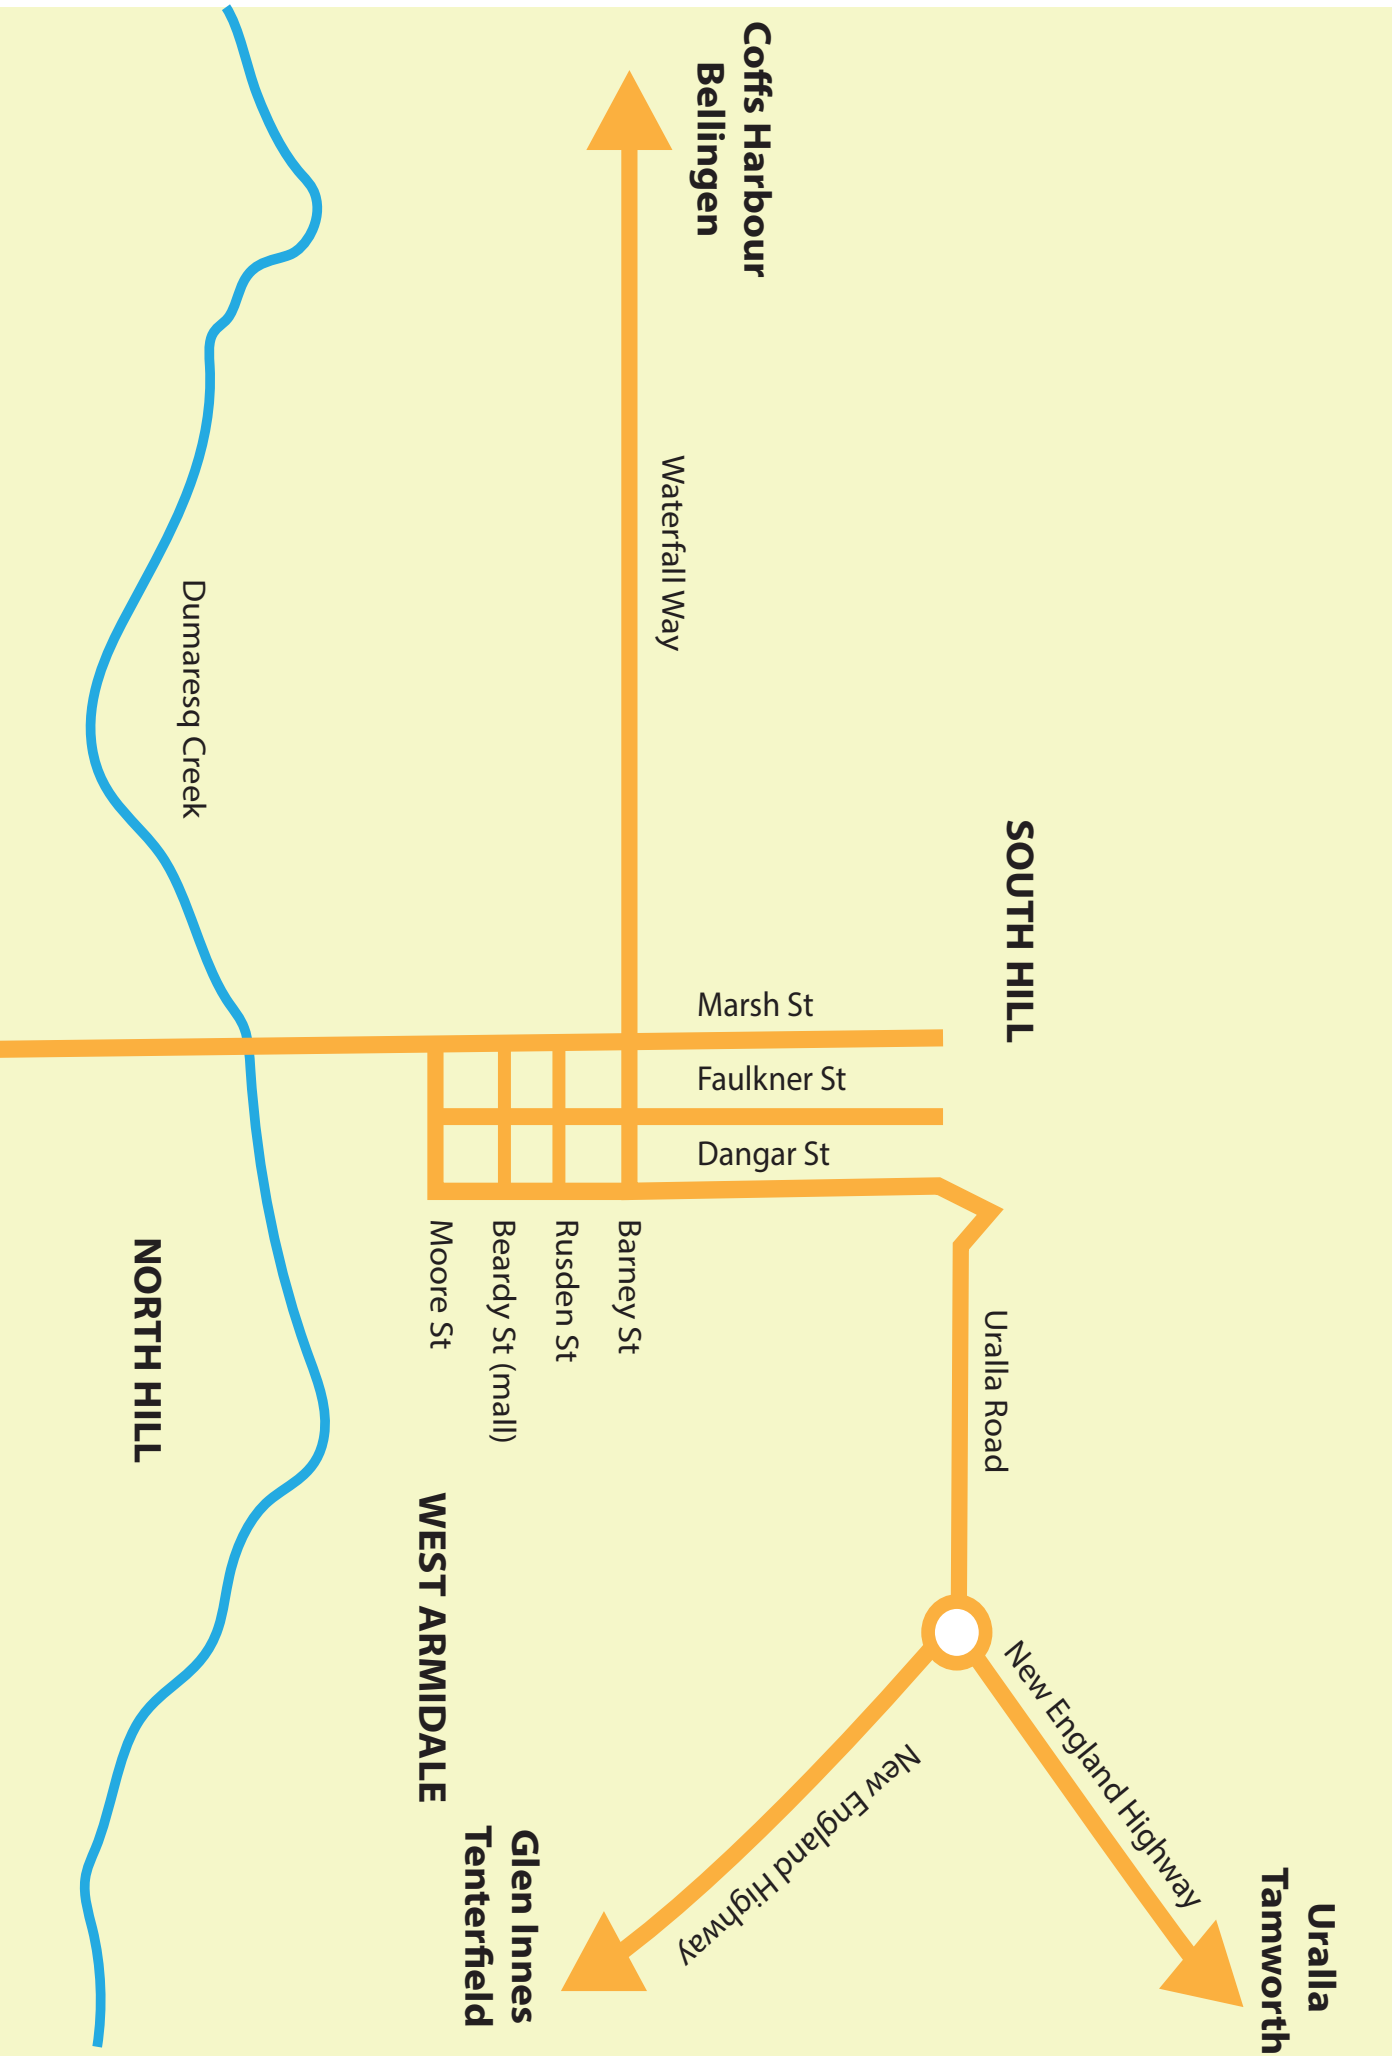 Coffs Harbour
Bellingen
Waterfall Way
Dumaresq Creek
SOUTH HILL
Marsh St
Faulkner St
Dangar St
Barney St
Rusden St
Beardy St (mall)
Moore St
NORTH HILL
Uralla Road
WEST ARMIDALE
New England Highway
New England Highway
Glen Innes
Tenterfield
Uralla
Tamworth